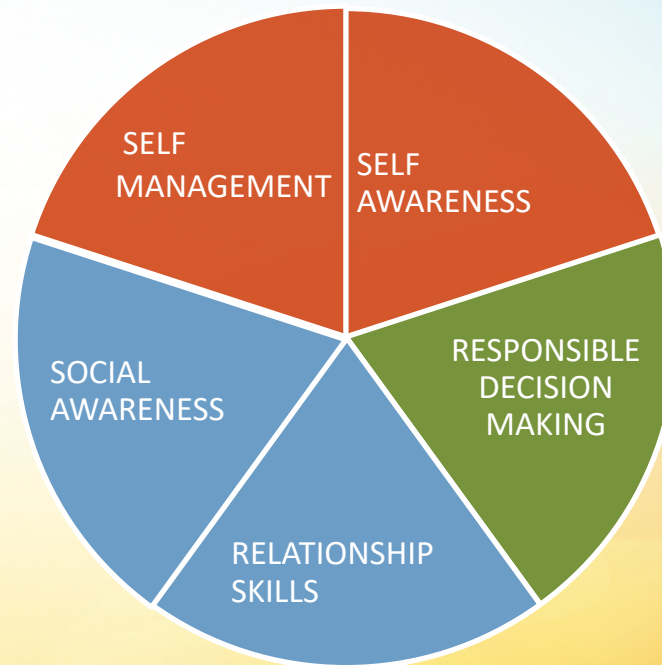 SELF
MANAGEMENT
SELF
AWARENESS
RESPONSIBLE
DECISION
MAKING
SOCIAL
AWARENESS
RELATIONSHIP
SKILLS